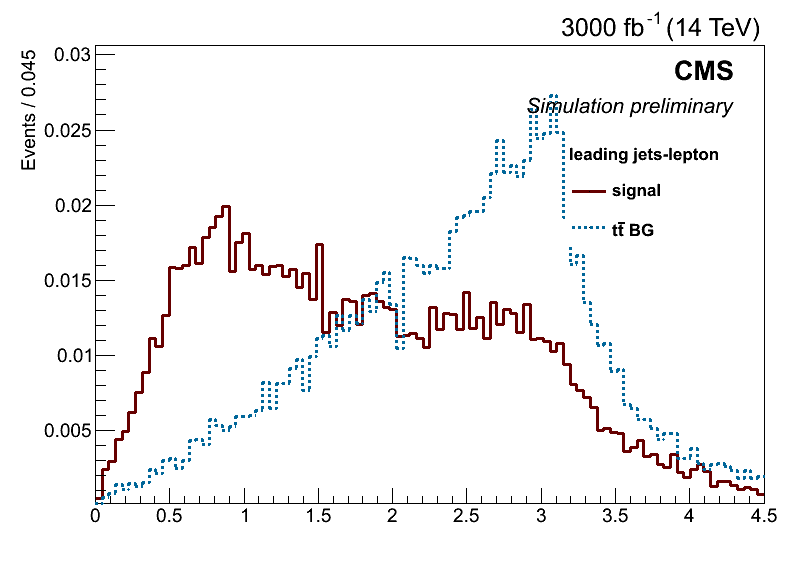 3000 fb-1 (14 TeV)
Events / 0.045
0.03
0.025
0.02
0.015
0.01
0.005
CMS
Simulation preliminary
leading jets-lepton
signal
tt̅ BG
0 0.5 1 1.5 2 2.5 3 3.5 4 4.5